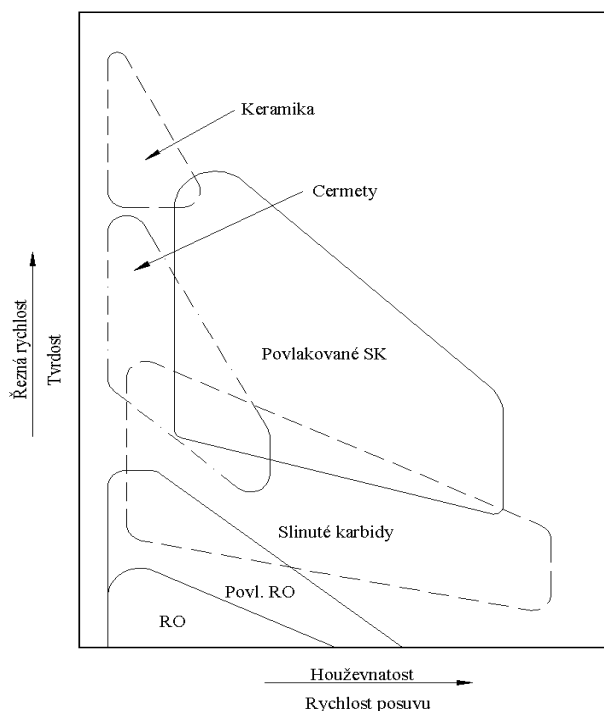 Keramika
Cermety
Řezná rychlost
Tvrdost
Povlakované SK
Slinuté karbidy
Povl. RO
RO
Houževnatost
Rychlost posuvu